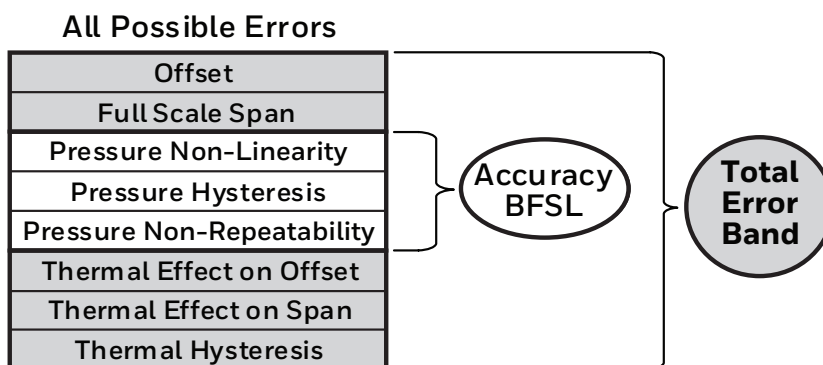 All Possible Errors
Offset
Full Scale Span
Pressure Non-Linearity
Pressure Hysteresis
Pressure Non-Repeatability
Thermal Effect on Offset
Thermal Effect on Span
Thermal Hysteresis
Accuracy
BFSL
Total
Error
Band